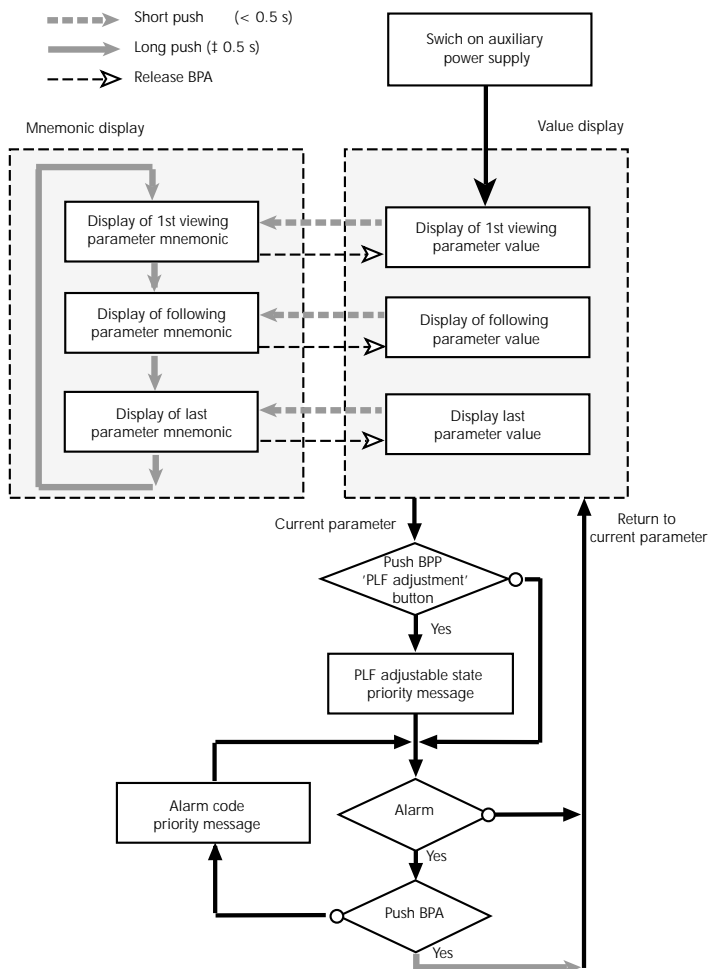 Short push (< 0.5 s)
Long push (‡ 0.5 s)
Release BPA
Swich on auxiliary
power supply
Mnemonic display
Value display
Display of 1st viewing
parameter mnemonic
Display of 1st viewing
parameter value
Display of following
parameter mnemonic
Display of following
parameter value
Display of last
parameter mnemonic
Display last
parameter value
Current parameter
Return to
current parameter
Push BPP
'PLF adjustment'
button
Yes
PLF adjustable state
priority message
Alarm code
priority message
Alarm
Yes
Push BPA
Yes